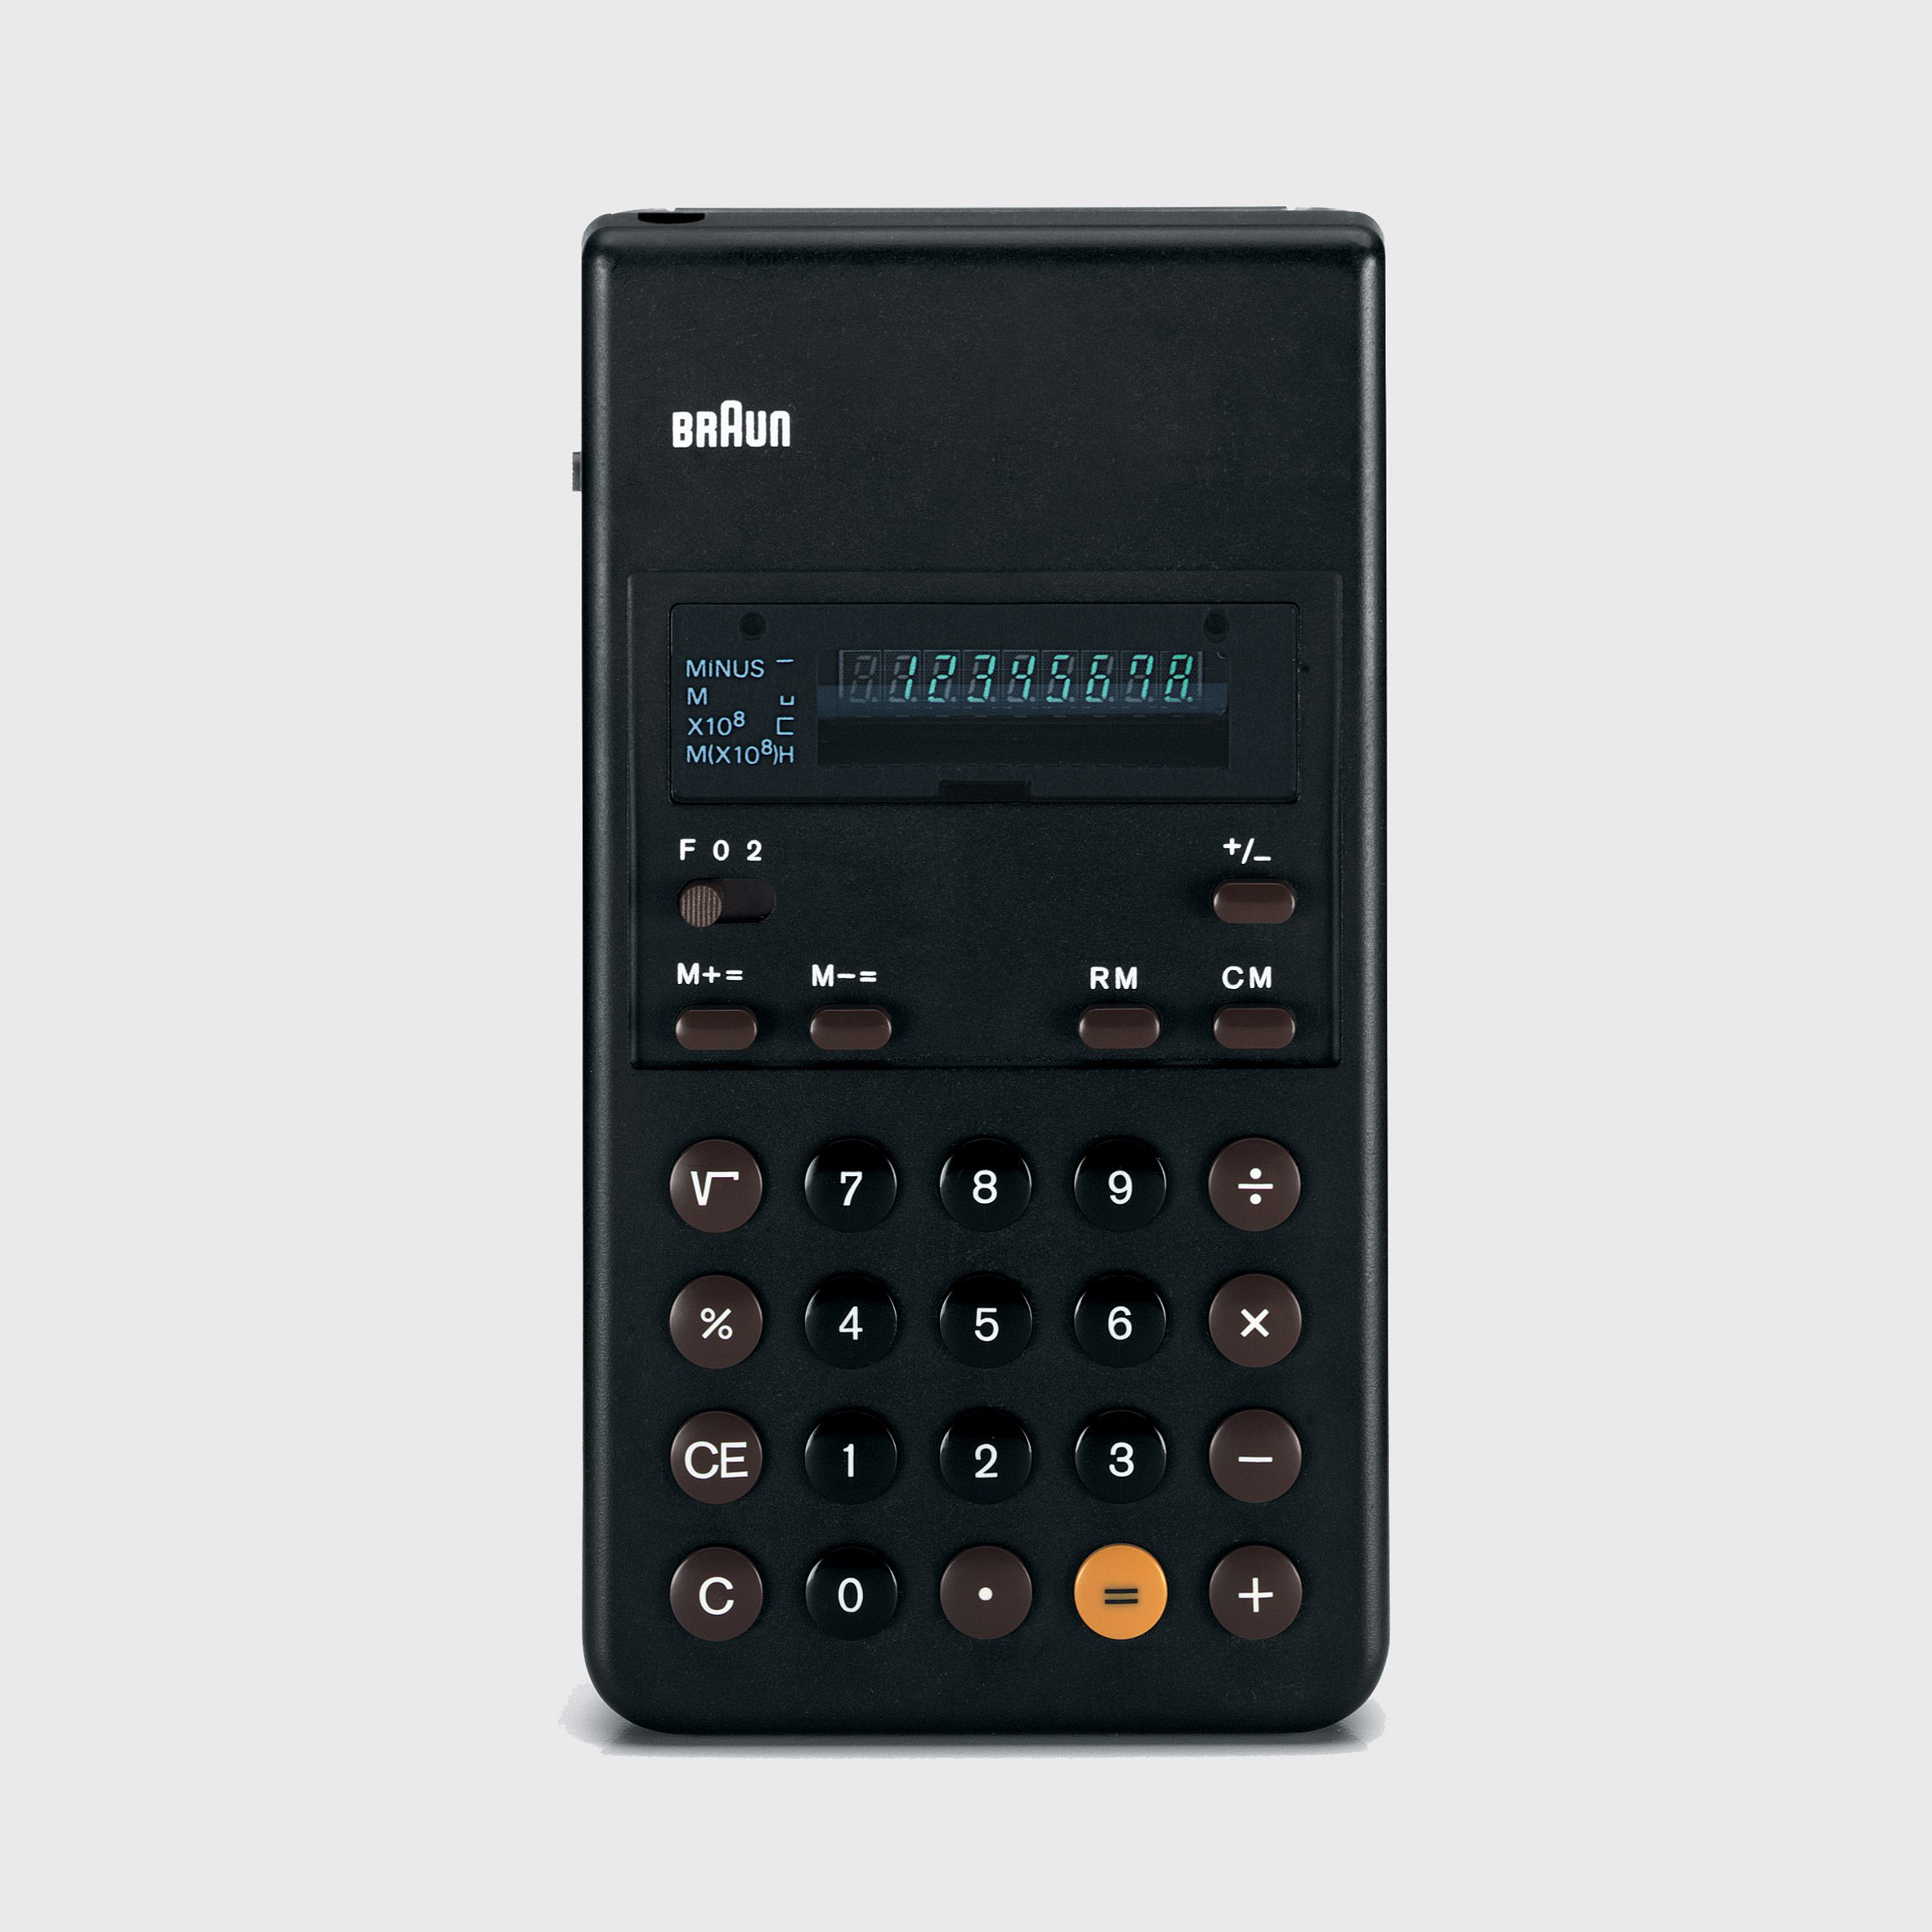 BRAUN
MINUS ‾ 12345678.
M ⊔
X10⁸ ⊏
M(X10⁸)H
F 0 2 +/−
M+= M−= RM CM
√ 7 8 9 ÷
% 4 5 6 ×
CE 1 2 3 −
C 0 · = +